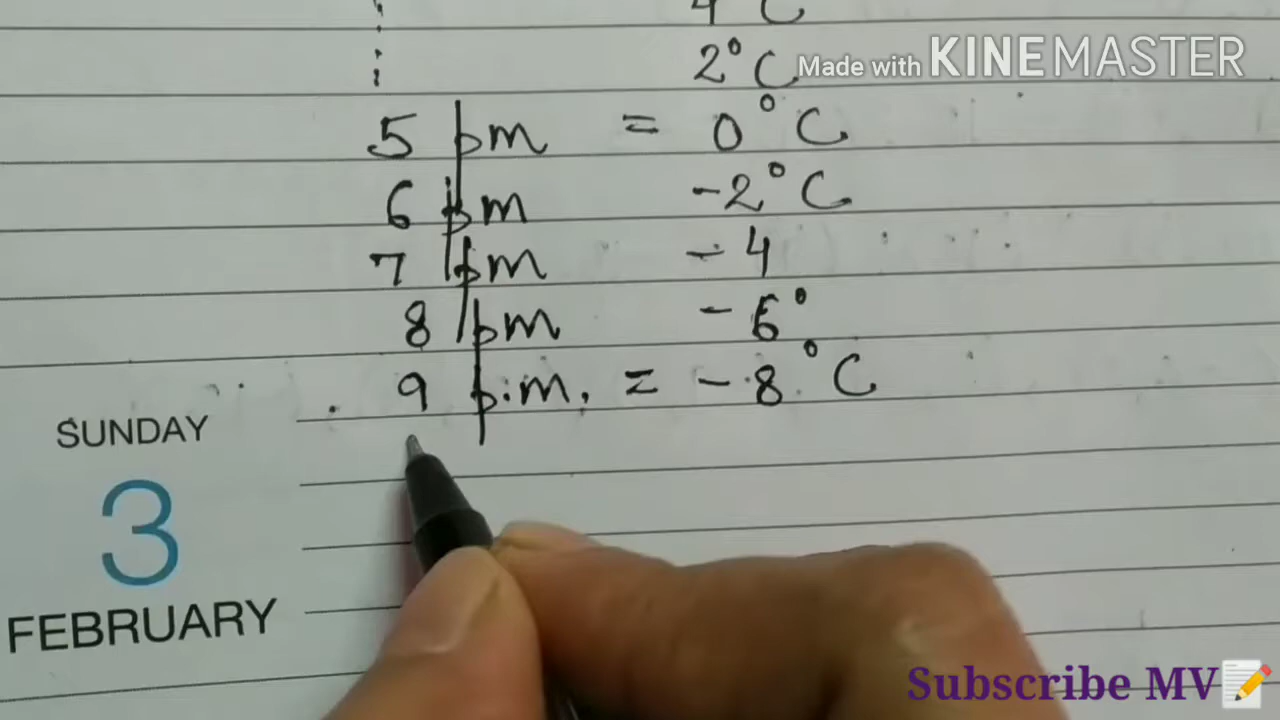 4°C
2°C
Made with KINEMASTER
5 pm = 0°C
6 pm -2°C
7 pm -4
8 pm -6°
9 p.m. = -8°C
SUNDAY
3
FEBRUARY
Subscribe MV